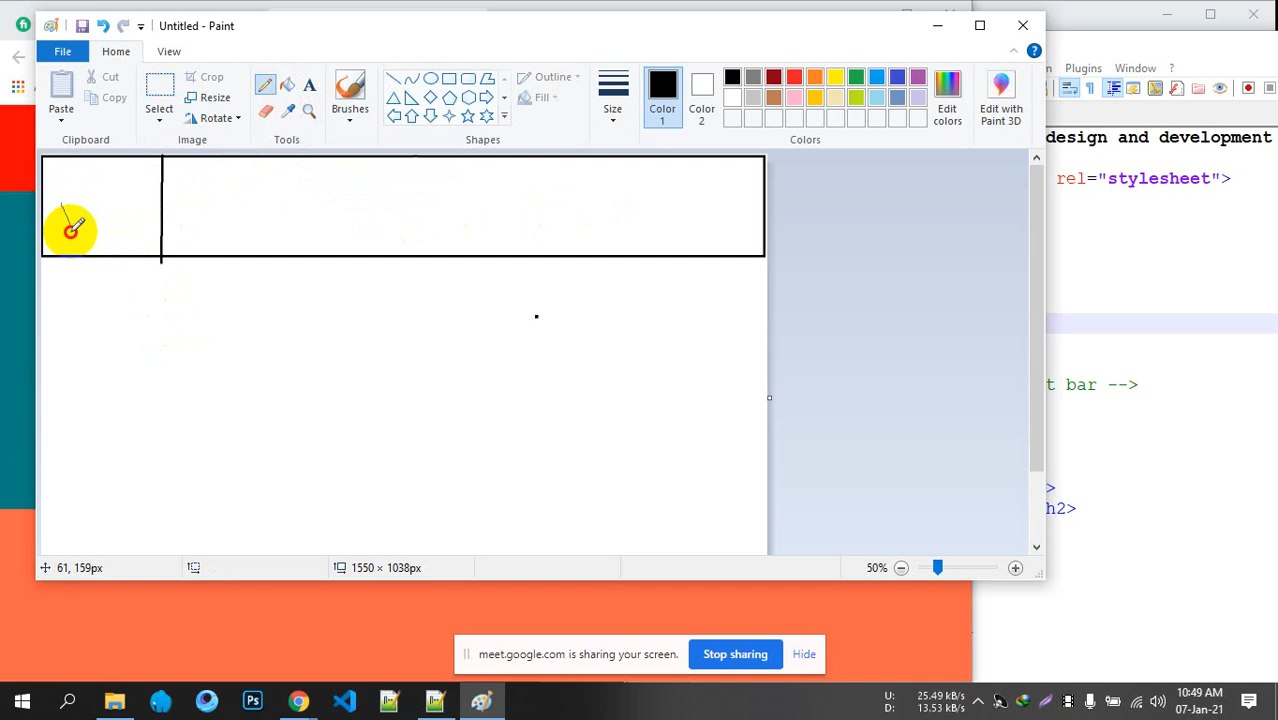 Untitled - Paint
File
Home
View
Plugins
Window
?
Paste
Cut
Copy
Select
Crop
Resize
Rotate
Brushes
Outline
Fill
Size
Color
1
Color
2
Edit
colors
Edit with
Paint 3D
Clipboard
Image
Tools
Shapes
Colors
design and development
rel="stylesheet">
t bar -->
>
h2>
61, 159px
1550 × 1038px
50%
meet.google.com is sharing your screen.
Stop sharing
Hide
U:
25.49 kB/s
D:
13.53 kB/s
10:49 AM
07-Jan-21